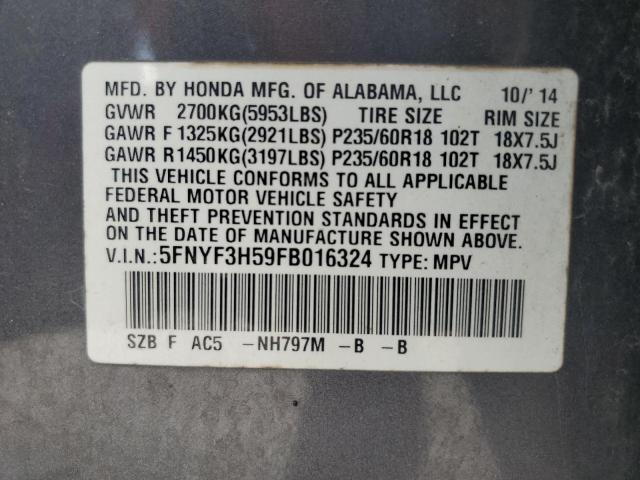 MFD. BY HONDA MFG. OF ALABAMA, LLC 10/'14
GVWR 2700KG(5953LBS) TIRE SIZE RIM SIZE
GAWR F 1325KG(2921LBS) P235/60R18 102T 18X7.5J
GAWR R 1450KG(3197LBS) P235/60R18 102T 18X7.5J
THIS VEHICLE CONFORMS TO ALL APPLICABLE
FEDERAL MOTOR VEHICLE SAFETY
AND THEFT PREVENTION STANDARDS IN EFFECT
ON THE DATE OF MANUFACTURE SHOWN ABOVE.
V.I.N.: 5FNYF3H59FB016324 TYPE: MPV
SZB F AC5 -NH797M -B -B